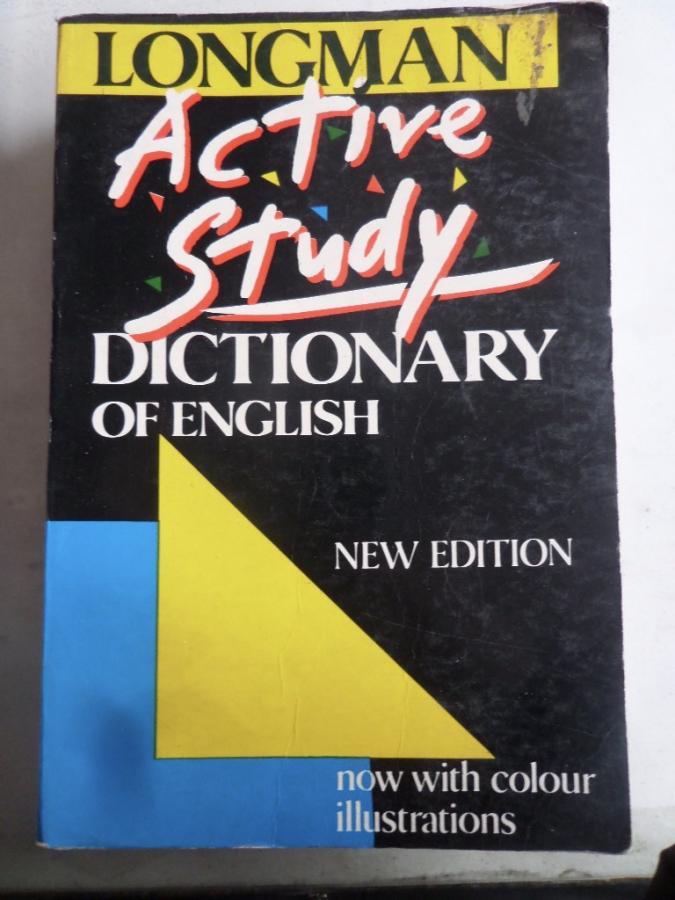 LONGMAN
Active
Study
DICTIONARY
OF ENGLISH
NEW EDITION
now with colour
illustrations